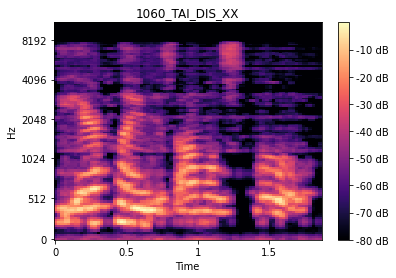 1060_TAI_DIS_XX
8192
4096
2048
1024
512
0
Hz
0
0.5
1
1.5
Time
-10 dB
-20 dB
-30 dB
-40 dB
-50 dB
-60 dB
-70 dB
-80 dB